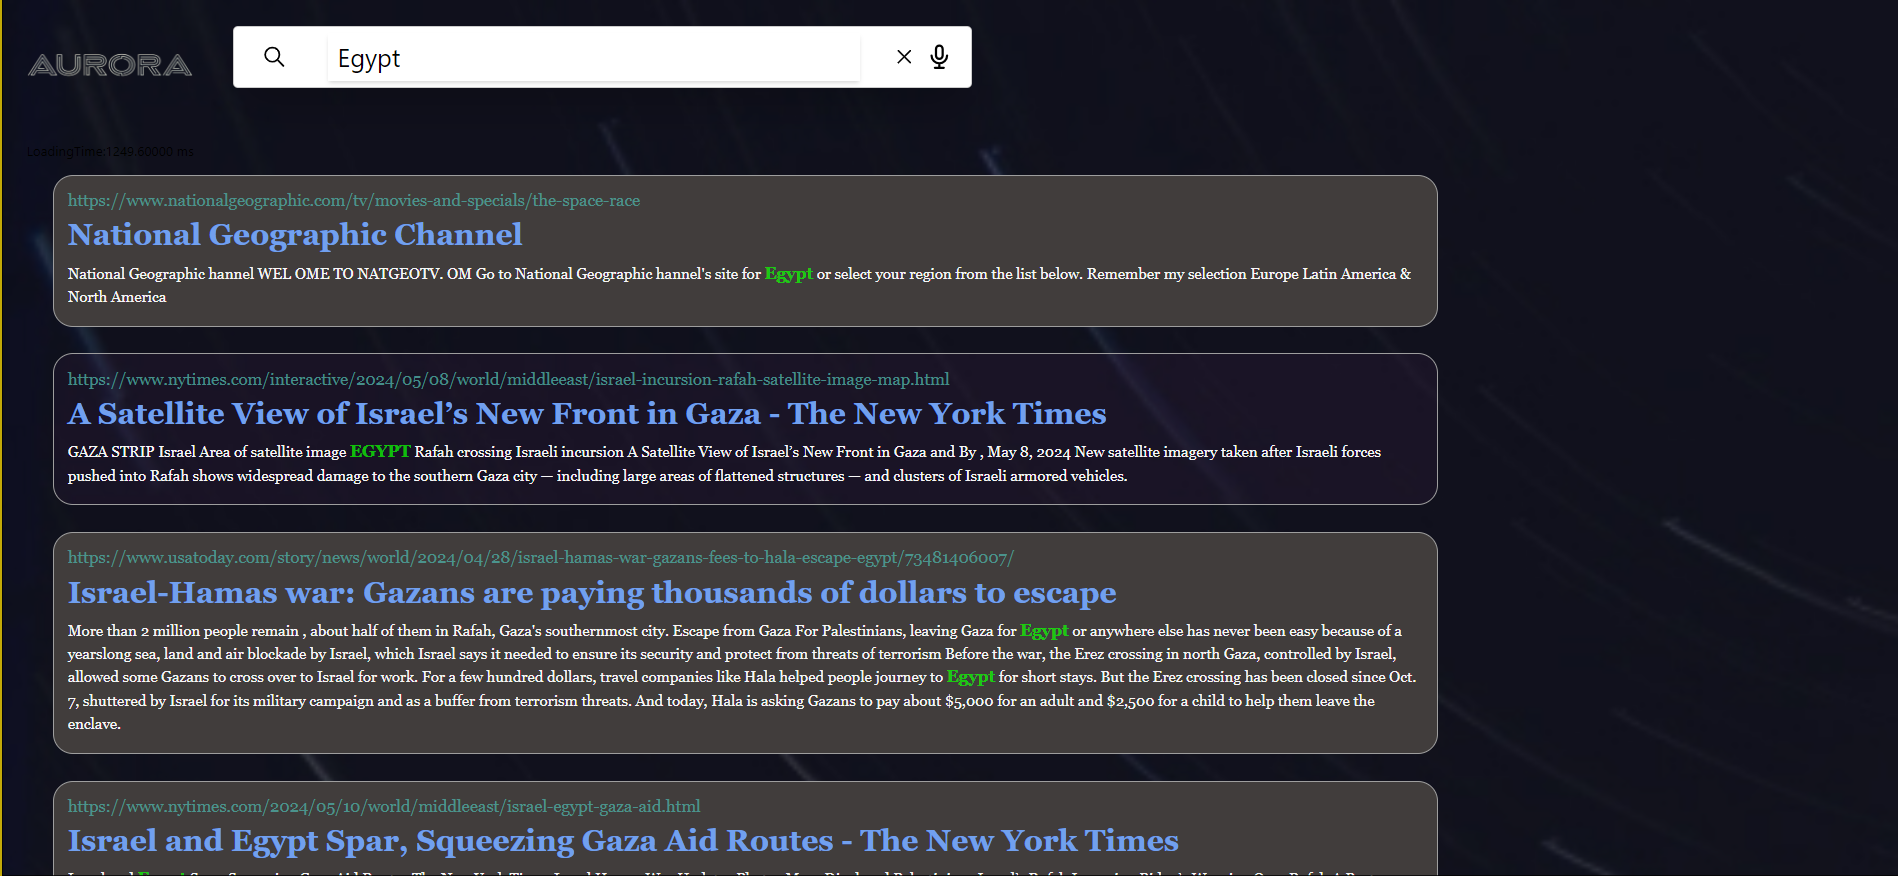 AURORA
Egypt
LoadingTime:1249.60000 ms
https://www.nationalgeographic.com/tv/movies-and-specials/the-space-race
National Geographic Channel
National Geographic hannel WEL OME TO NATGEOTV. OM Go to National Geographic hannel's site for Egypt or select your region from the list below. Remember my selection Europe Latin America &
North America
https://www.nytimes.com/interactive/2024/05/08/world/middleeast/israel-incursion-rafah-satellite-image-map.html
A Satellite View of Israel’s New Front in Gaza - The New York Times
GAZA STRIP Israel Area of satellite image EGYPT Rafah crossing Israeli incursion A Satellite View of Israel’s New Front in Gaza and By , May 8, 2024 New satellite imagery taken after Israeli forces
pushed into Rafah shows widespread damage to the southern Gaza city — including large areas of flattened structures — and clusters of Israeli armored vehicles.
https://www.usatoday.com/story/news/world/2024/04/28/israel-hamas-war-gazans-fees-to-hala-escape-egypt/73481406007/
Israel-Hamas war: Gazans are paying thousands of dollars to escape
More than 2 million people remain , about half of them in Rafah, Gaza's southernmost city. Escape from Gaza For Palestinians, leaving Gaza for Egypt or anywhere else has never been easy because of a
yearslong sea, land and air blockade by Israel, which Israel says it needed to ensure its security and protect from threats of terrorism Before the war, the Erez crossing in north Gaza, controlled by Israel,
allowed some Gazans to cross over to Israel for work. For a few hundred dollars, travel companies like Hala helped people journey to Egypt for short stays. But the Erez crossing has been closed since Oct.
7, shuttered by Israel for its military campaign and as a buffer from terrorism threats. And today, Hala is asking Gazans to pay about $5,000 for an adult and $2,500 for a child to help them leave the
enclave.
https://www.nytimes.com/2024/05/10/world/middleeast/israel-egypt-gaza-aid.html
Israel and Egypt Spar, Squeezing Gaza Aid Routes - The New York Times